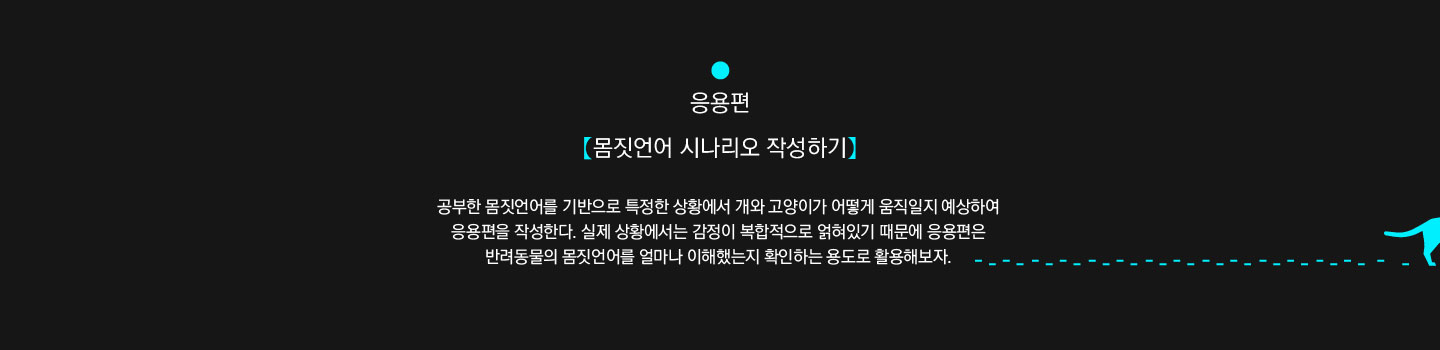 응용편
【몸짓언어 시나리오 작성하기】
공부한 몸짓언어를 기반으로 특정한 상황에서 개와 고양이가 어떻게 움직일지 예상하여
응용편을 작성한다. 실제 상황에서는 감정이 복합적으로 얽혀있기 때문에 응용편은
반려동물의 몸짓언어를 얼마나 이해했는지 확인하는 용도로 활용해보자.